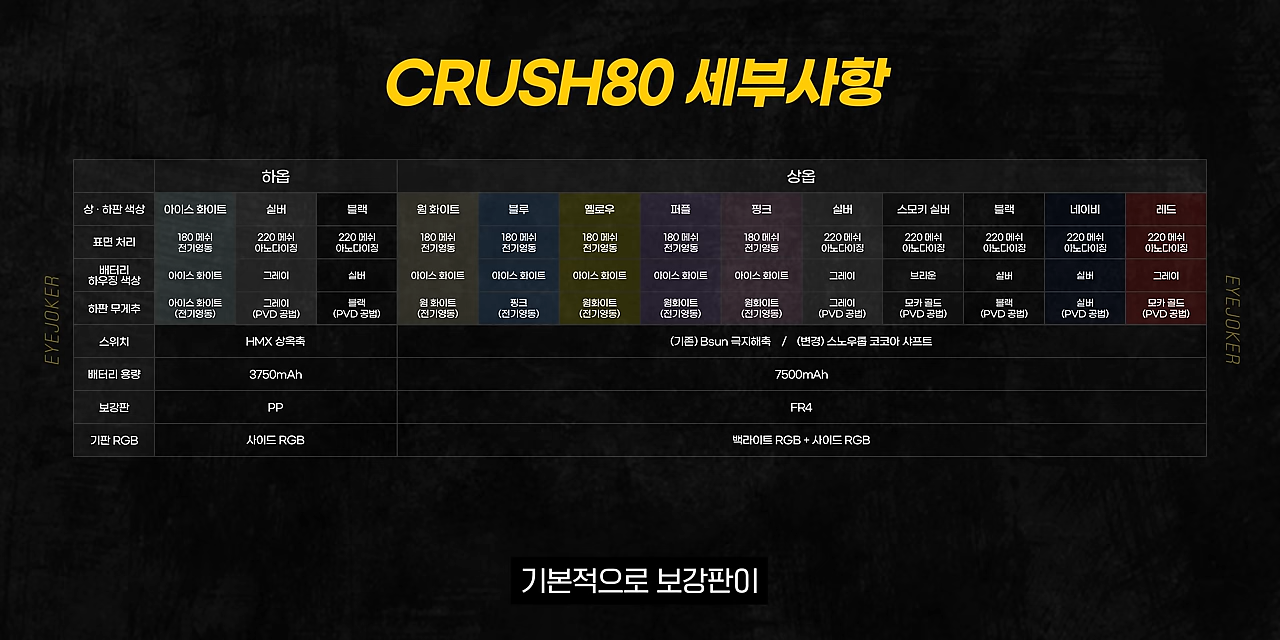 CRUSH80 세부사항
하옵 상옵
상 · 하판 색상 아이스 화이트 실버 블랙 웜 화이트 블루 옐로우 퍼플 핑크 실버 스모키 실버 블랙 네이비 레드
표면 처리 180 메쉬 220 메쉬 220 메쉬 180 메쉬 180 메쉬 180 메쉬 180 메쉬 180 메쉬 220 메쉬 220 메쉬 220 메쉬 220 메쉬 220 메쉬
전기영동 아노다이징 아노다이징 전기영동 전기영동 전기영동 전기영동 전기영동 아노다이징 아노다이징 아노다이징 아노다이징 아노다이징
배터리
하우징 색상 아이스 화이트 그레이 실버 아이스 화이트 아이스 화이트 아이스 화이트 아이스 화이트 아이스 화이트 그레이 브라운 실버 실버 그레이
하판 무게추 아이스 화이트 그레이 블랙 웜 화이트 핑크 웜화이트 웜화이트 웜화이트 그레이 모카 골드 블랙 실버 모카 골드
(전기영동) (PVD 공법) (PVD 공법) (전기영동) (전기영동) (전기영동) (전기영동) (전기영동) (PVD 공법) (PVD 공법) (PVD 공법) (PVD 공법) (PVD 공법)
스위치 HMX 상옥축 (기존) Bsun 극지해축 / (변경) 스노우롭 코코아 샤프트
배터리 용량 3750mAh 7500mAh
보강판 PP FR4
기판 RGB 사이드 RGB 백라이트 RGB + 사이드 RGB
EYEJOKER
EYEJOKER
기본적으로 보강판이